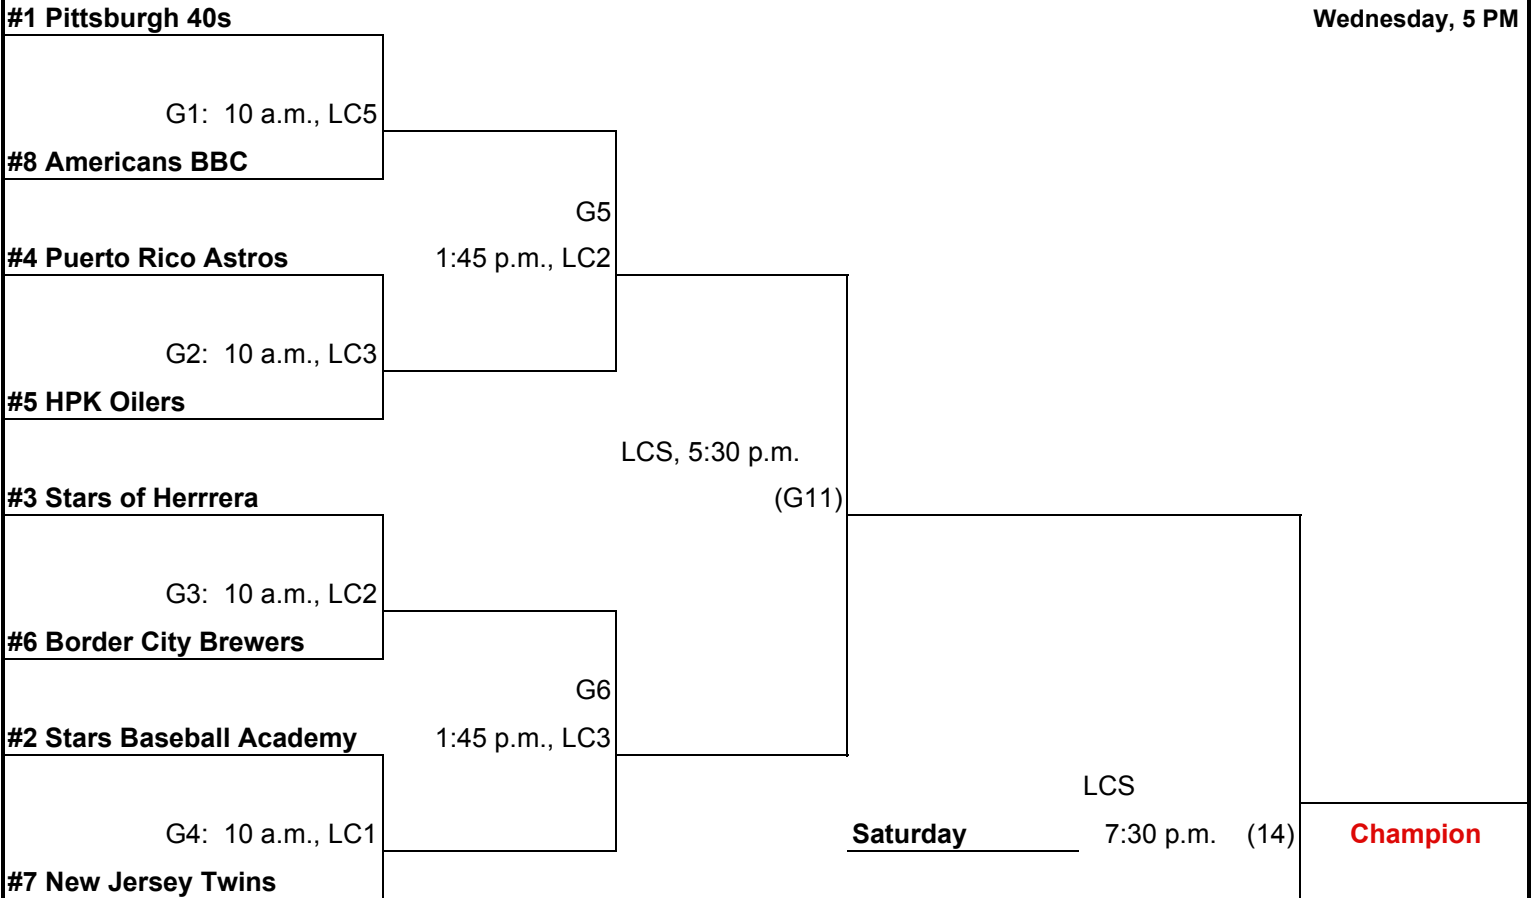 #1 Pittsburgh 40s
Wednesday, 5 PM
G1: 10 a.m., LC5
#8 Americans BBC
G5
#4 Puerto Rico Astros
1:45 p.m., LC2
G2: 10 a.m., LC3
#5 HPK Oilers
LCS, 5:30 p.m.
#3 Stars of Herrrera
(G11)
G3: 10 a.m., LC2
#6 Border City Brewers
G6
#2 Stars Baseball Academy
1:45 p.m., LC3
LCS
G4: 10 a.m., LC1
Saturday
7:30 p.m. (14)
Champion
#7 New Jersey Twins